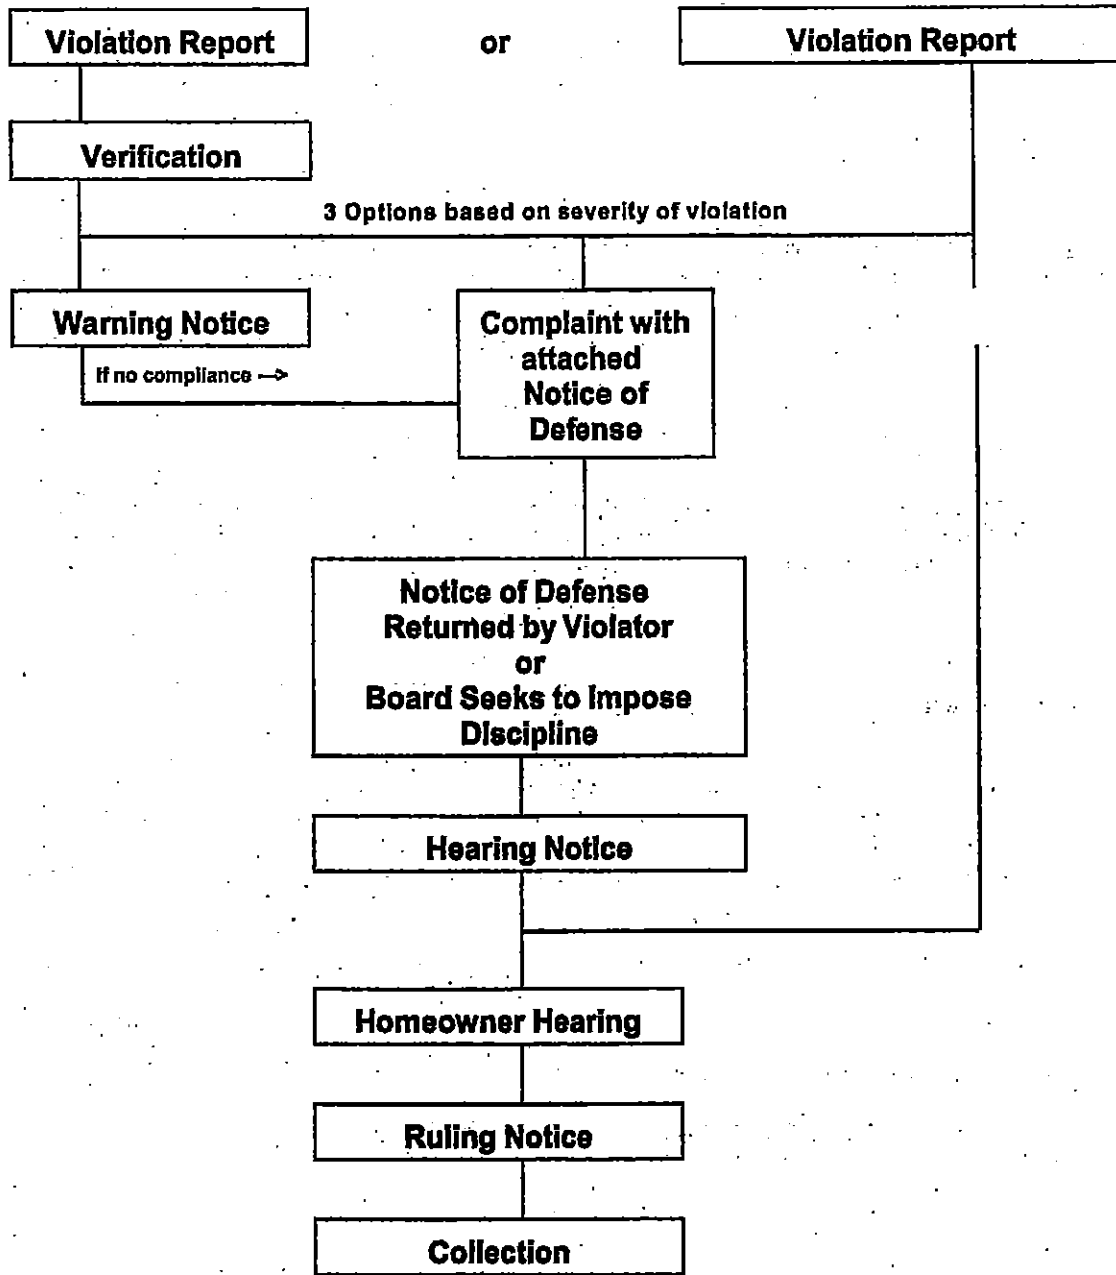 Violation Report
or
Violation Report
Verification
3 Options based on severity of violation
Warning Notice
Complaint with
attached
Notice of
Defense
If no compliance -->
Notice of Defense
Returned by Violator
or
Board Seeks to Impose
Discipline
Hearing Notice
Homeowner Hearing
Ruling Notice
Collection